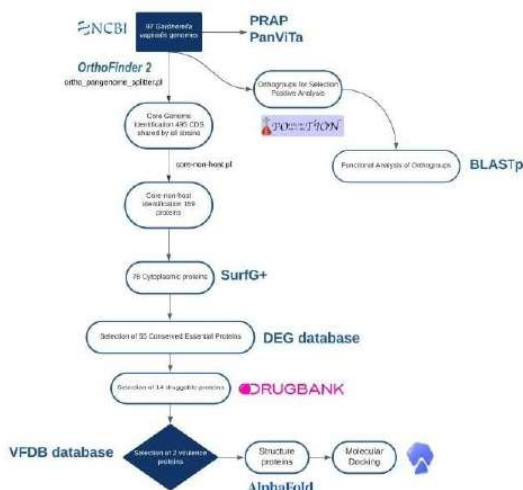 NCBI
97 Gardnerella
vaginalis genomes
PRAP
PanViTa
OrthoFinder 2
ortho_pangenome_splitter.pl
Orthogroups for Selection
Positive Analysis
Core Genome
Identification 495 CDS
shared by all strains
POTION
core-non-host.pl
Functional Analysis of Orthogroups
BLASTp
Core-non-host
Identification 159
proteins
78 Cytoplasmic proteins
SurfG+
Selection of 55 Conserved Essential Proteins
DEG database
Selection of 14 druggable proteins
DRUGBANK
VFDB database
Selection of 2 virulence
proteins
Structure
proteins
Molecular
Docking
AlphaFold